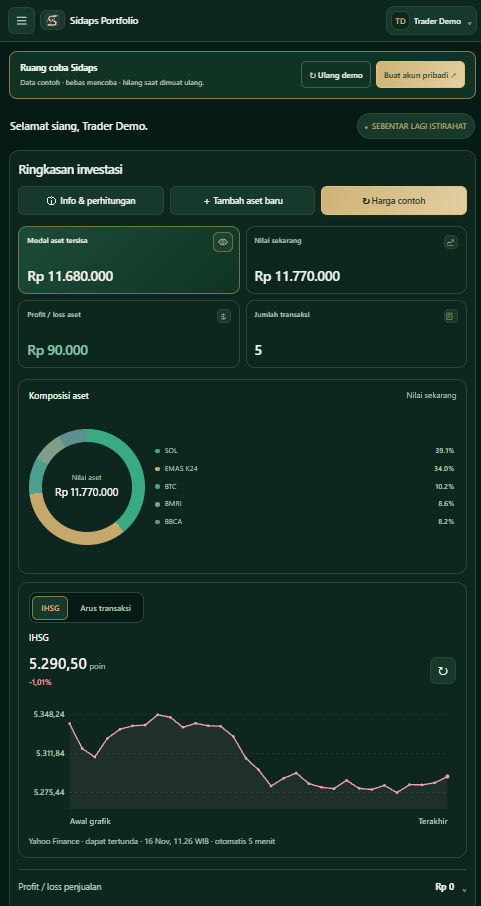 Sidaps Portfolio
TD Trader Demo
Ruang coba Sidaps
Data contoh · bebas mencoba · hilang saat dimuat ulang.
↻ Ulang demo
Buat akun pribadi ↗
Selamat siang, Trader Demo.
• SEBENTAR LAGI ISTIRAHAT
Ringkasan investasi
ⓘ Info & perhitungan
+ Tambah aset baru
↻ Harga contoh
Modal aset tersisa
Rp 11.680.000
Nilai sekarang
Rp 11.770.000
Profit / loss aset
$
Rp 90.000
Jumlah transaksi
5
Komposisi aset
Nilai sekarang
Nilai aset
Rp 11.770.000
SOL 39.1%
EMAS K24 34.0%
BTC 10.2%
BMRI 8.6%
BBCA 8.2%
IHSG
Arus transaksi
IHSG
5.290,50 poin
-1,01%
↻
5.348,24
5.311,84
5.275,44
Awal grafik
Terakhir
Yahoo Finance · dapat tertunda · 16 Nov, 11.26 WIB · otomatis 5 menit
Profit / loss penjualan
Rp 0